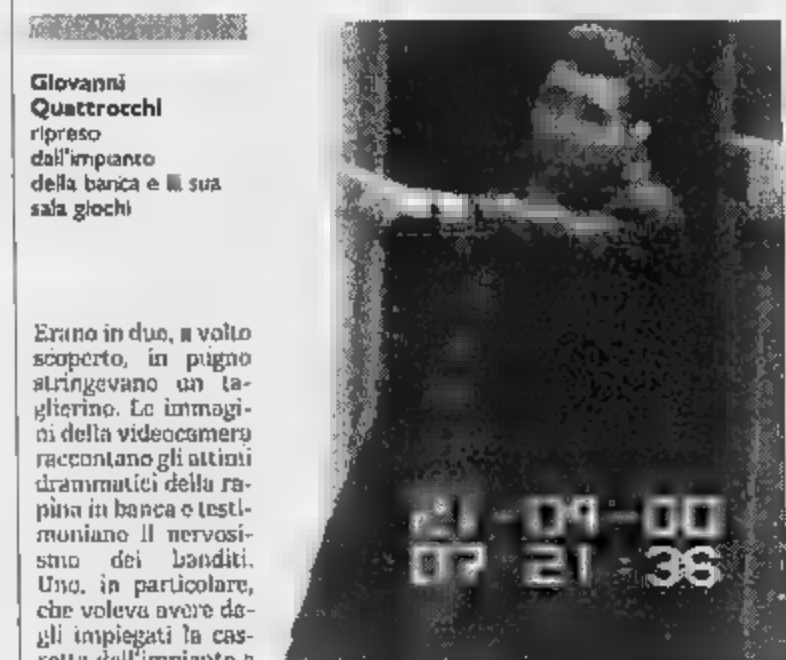 Giovanni
Quattrocchi
ripreso
dall'impianto
della banca e sua
sala giochi
Erano in due, a volto
scoperto, in pugno
stringevano un ta-
glierino. Le immagi-
ni della videocamera
raccontano gli attimi
drammatici della ra-
pina in banca e testi-
moniano il nervosi-
smo dei banditi.
Uno, in particolare,
che voleva avere da-
gli impiegati la cas-
setta dell'impianto a
21-09-00
07 21 36